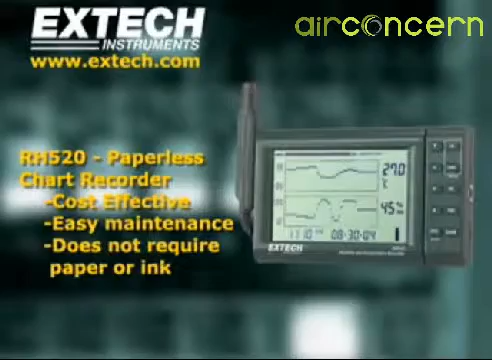 EXTECH
INSTRUMENTS
www.extech.com
airconcern
RH520 - Paperless
Chart Recorder
-Cost Effective
-Easy maintenance
-Does not require
paper or ink
27.0
°C
45%
EXTECH
08-30-04